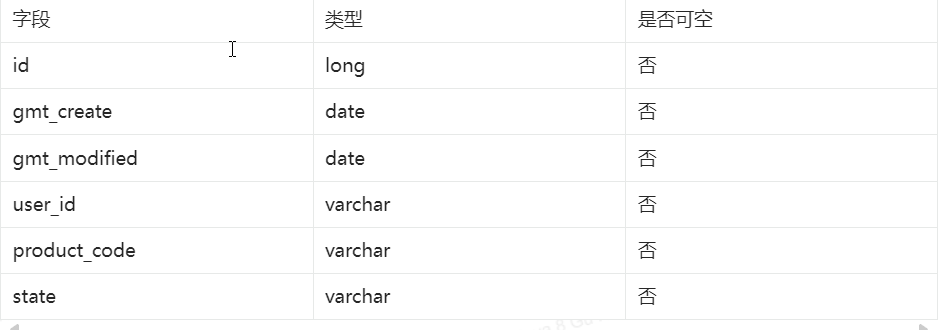 字段 类型 是否可空
id long 否
gmt_create date 否
gmt_modified date 否
user_id varchar 否
product_code varchar 否
state varchar 否